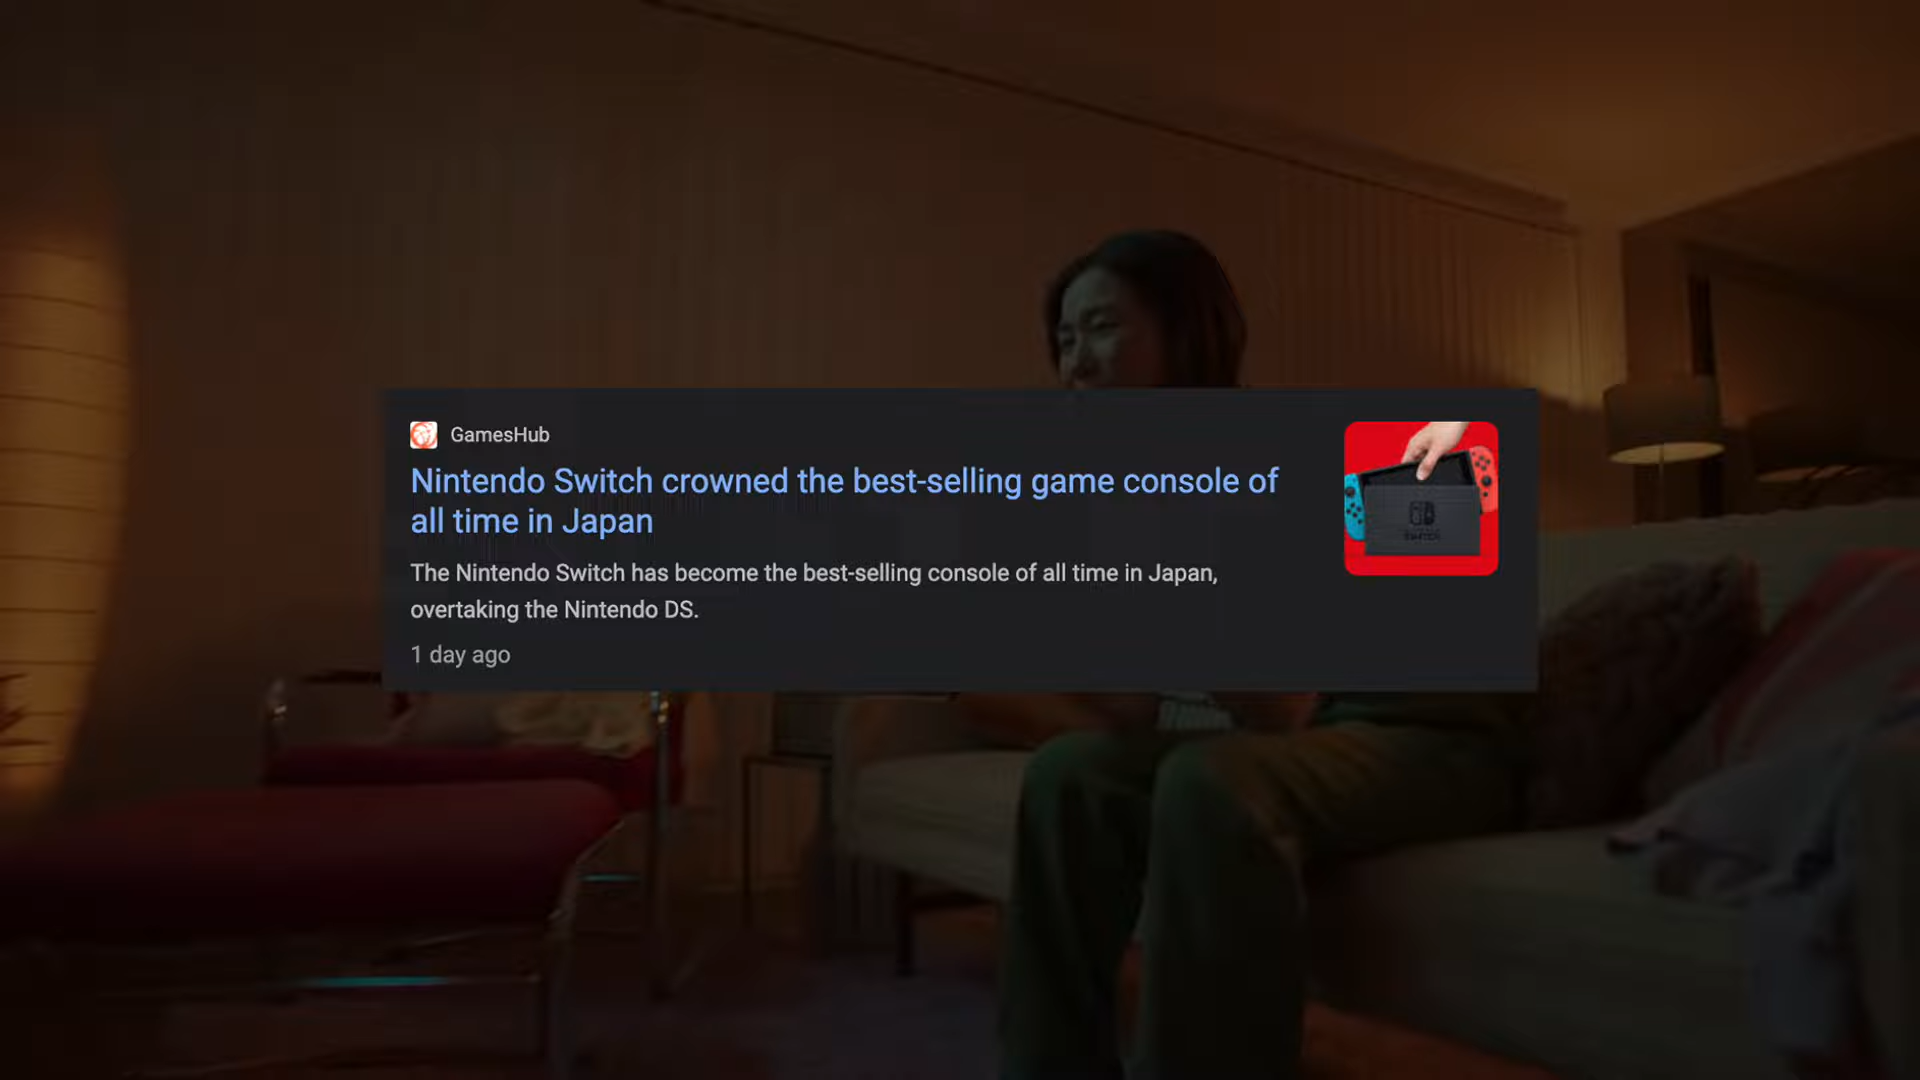 GamesHub
Nintendo Switch crowned the best-selling game console of
all time in Japan
The Nintendo Switch has become the best-selling console of all time in Japan,
overtaking the Nintendo DS.
1 day ago
SWITCH